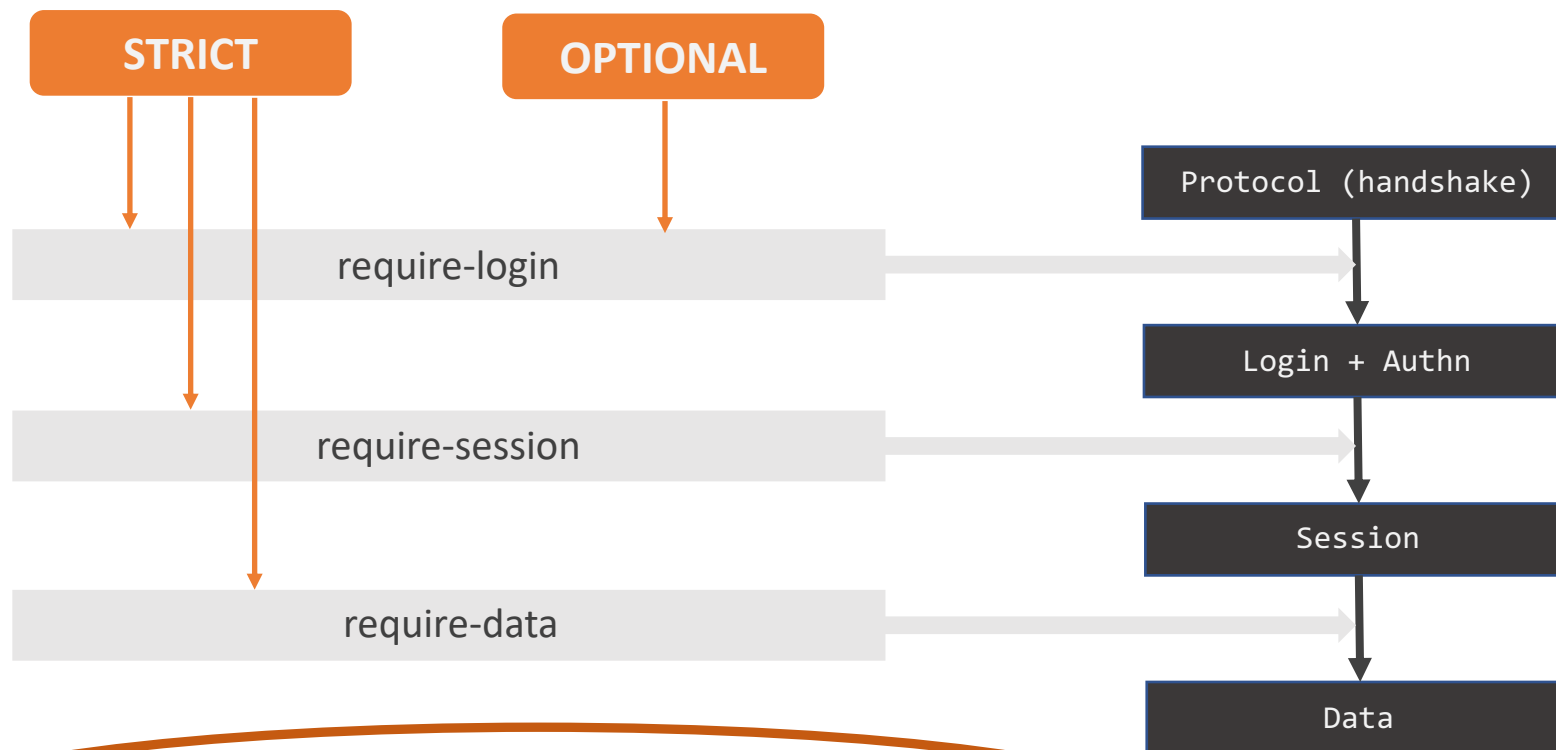 STRICT
OPTIONAL
Protocol (handshake)
require-login
Login + Authn
require-session
Session
require-data
Data